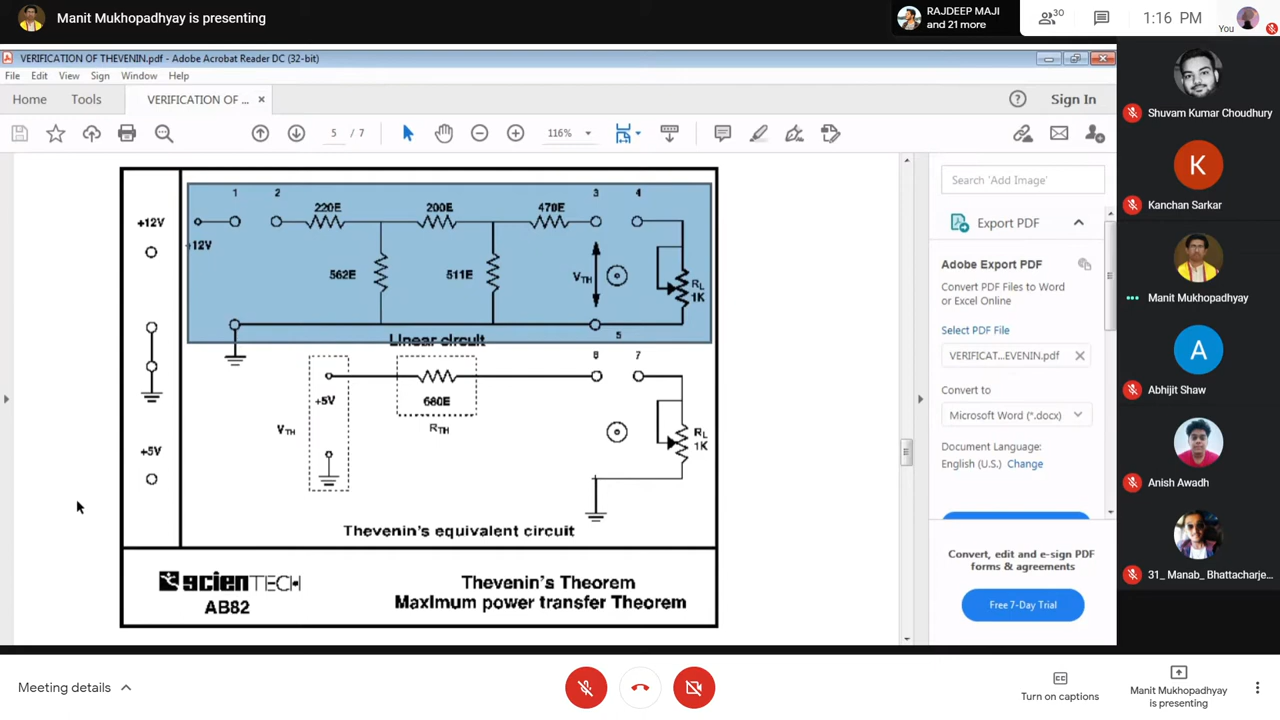 Manit Mukhopadhyay is presenting
RAJDEEP MAJI
and 21 more
30
1:16 PM
You
VERIFICATION OF THEVENIN.pdf - Adobe Acrobat Reader DC (32-bit)
File Edit View Sign Window Help
Home Tools VERIFICATION OF ... ×
Sign In
5 / 7
116%
+12V
+5V
1 2 3 4
220E 200E 470E
+12V
562E 511E
VTH
RL
1K
5
Linear circuit
6 7
+5V
680E
VTH
RTH
RL
1K
Thevenin's equivalent circuit
SCIENTECH
AB82
Thevenin's Theorem
Maximum power transfer Theorem
Search 'Add Image'
Export PDF
Adobe Export PDF
Convert PDF Files to Word
or Excel Online
Select PDF File
VERIFICAT...EVENIN.pdf
Convert to
Microsoft Word (*.docx)
Document Language:
English (U.S.) Change
Convert, edit and e-sign PDF
forms & agreements
Free 7-Day Trial
Shuvam Kumar Choudhury
K
Kanchan Sarkar
Manit Mukhopadhyay
A
Abhijit Shaw
Anish Awadh
31_ Manab_ Bhattacharje...
Meeting details
CC
Turn on captions
Manit Mukhopadhyay
is presenting